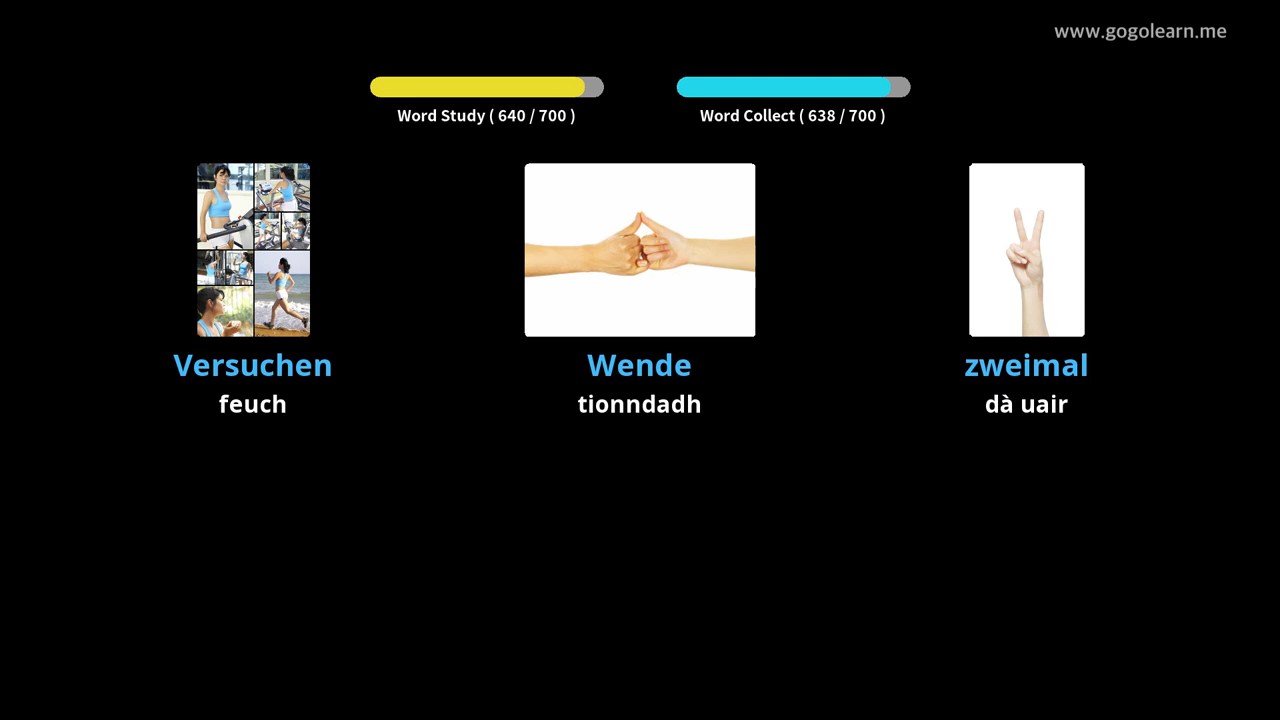 www.gogolearn.me
Word Study ( 640 / 700 )
Word Collect ( 638 / 700 )
Versuchen
feuch
Wende
tionndadh
zweimal
dà uair